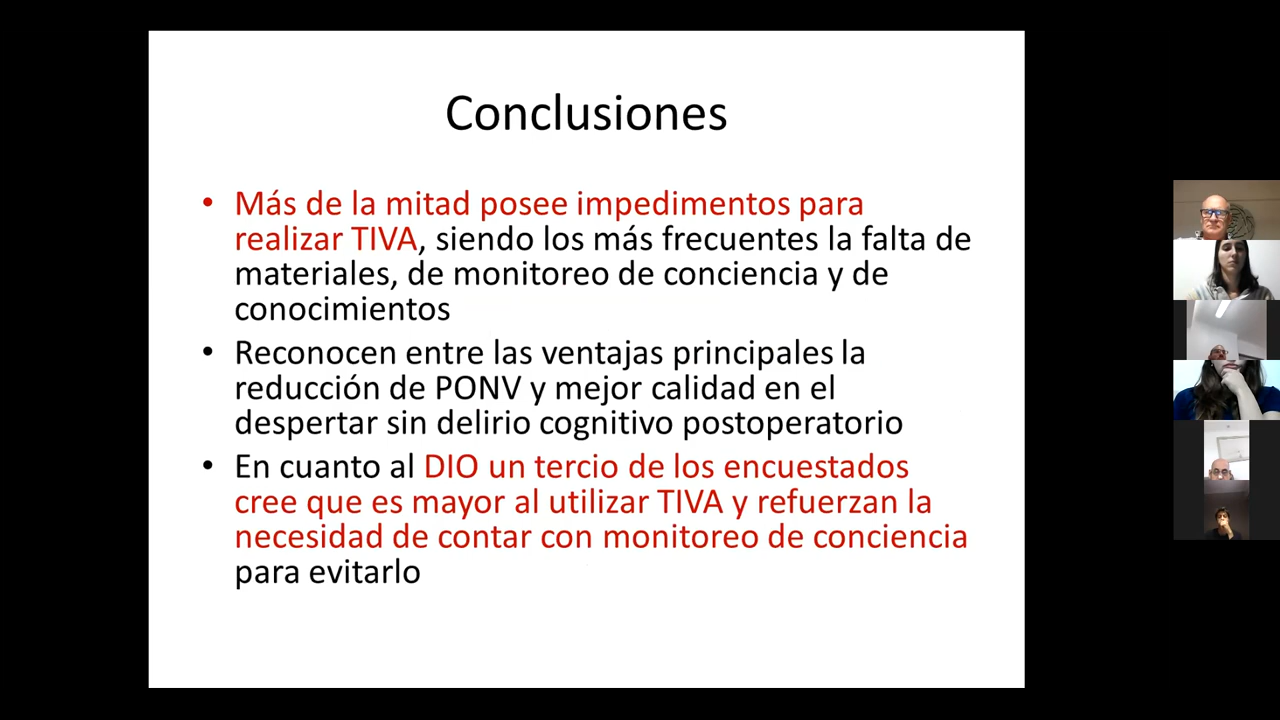 Conclusiones
• Más de la mitad posee impedimentos para
realizar TIVA, siendo los más frecuentes la falta de
materiales, de monitoreo de conciencia y de
conocimientos
• Reconocen entre las ventajas principales la
reducción de PONV y mejor calidad en el
despertar sin delirio cognitivo postoperatorio
• En cuanto al DIO un tercio de los encuestados
cree que es mayor al utilizar TIVA y refuerzan la
necesidad de contar con monitoreo de conciencia
para evitarlo